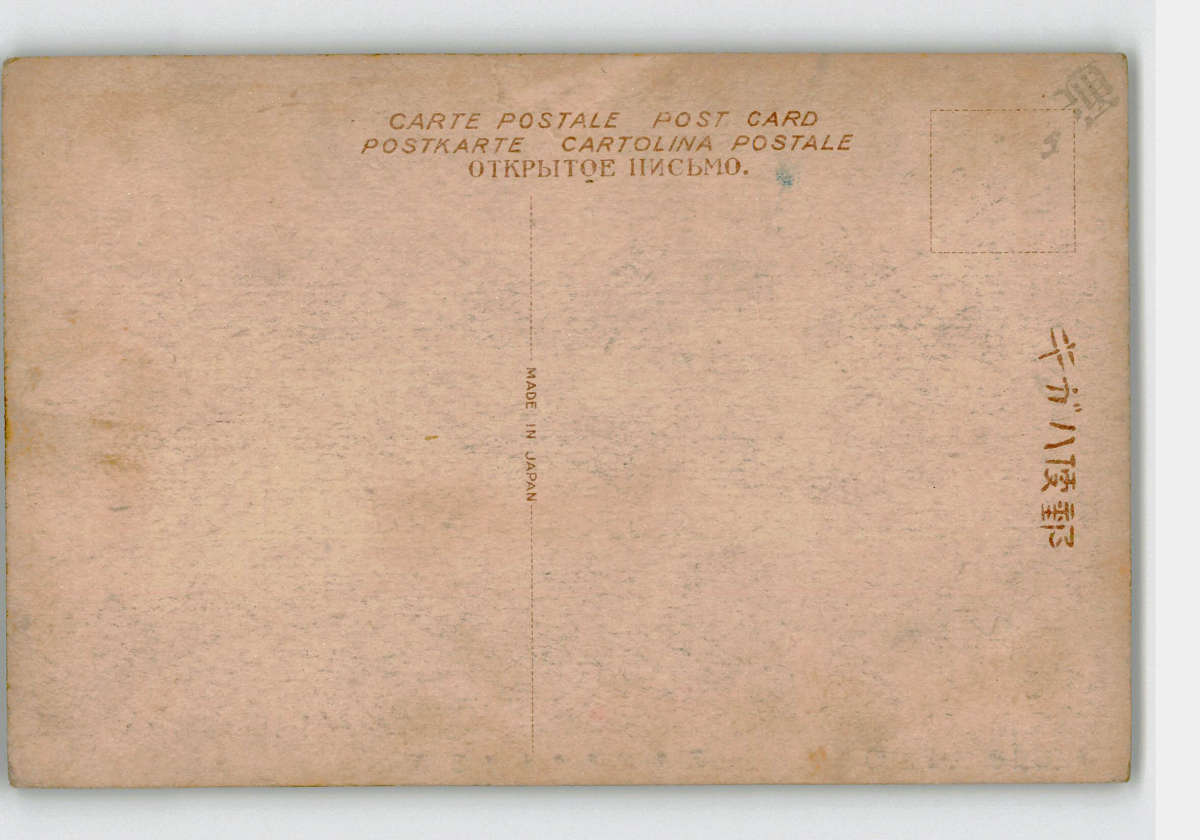 CARTE POSTALE POST CARD
POSTKARTE CARTOLINA POSTALE
ОТКРЫТОЕ ПИСЬМО.
MADE IN JAPAN
郵便ハガキ